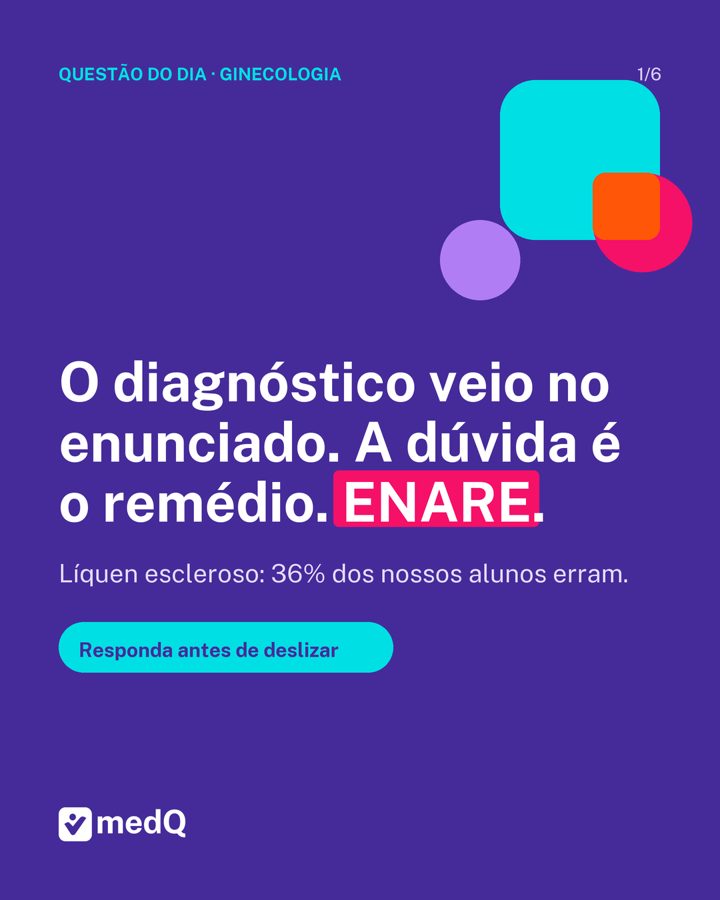 QUESTÃO DO DIA · GINECOLOGIA
1/6
O diagnóstico veio no
enunciado. A dúvida é
o remédio. ENARE.
Líquen escleroso: 36% dos nossos alunos erram.
Responda antes de deslizar
medQ